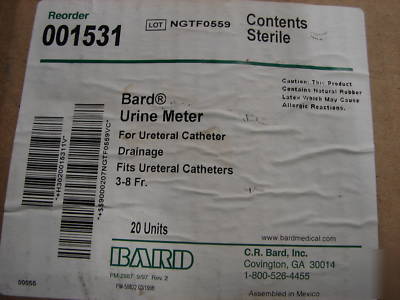 Reorder
001531
LOT NGTF0559
Contents
Sterile
Caution: This Product
Contains Natural Rubber
Latex Which May Cause
Allergic Reactions.
Bard®
Urine Meter
For Ureteral Catheter
Drainage
Fits Ureteral Catheters
3-8 Fr.
20 Units
www.bardmedical.com
BARD
C.R. Bard, Inc.
Covington, GA 30014
1-800-526-4455
Assembled in Mexico